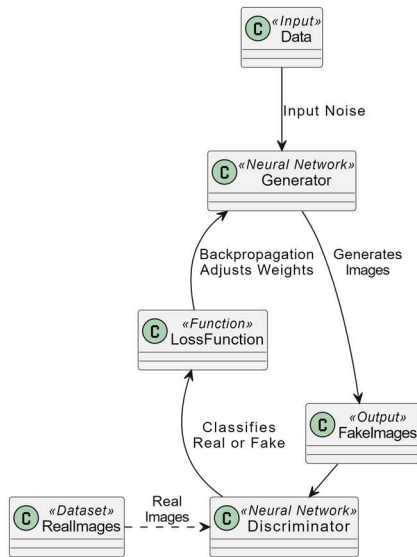 C
«Input»
Data
Input Noise
C
«Neural Network»
Generator
Backpropagation
Adjusts Weights
Generates
Images
C
«Function»
LossFunction
Classifies
Real or Fake
C
«Output»
FakeImages
C
«Dataset»
RealImages
Real
Images
C
«Neural Network»
Discriminator